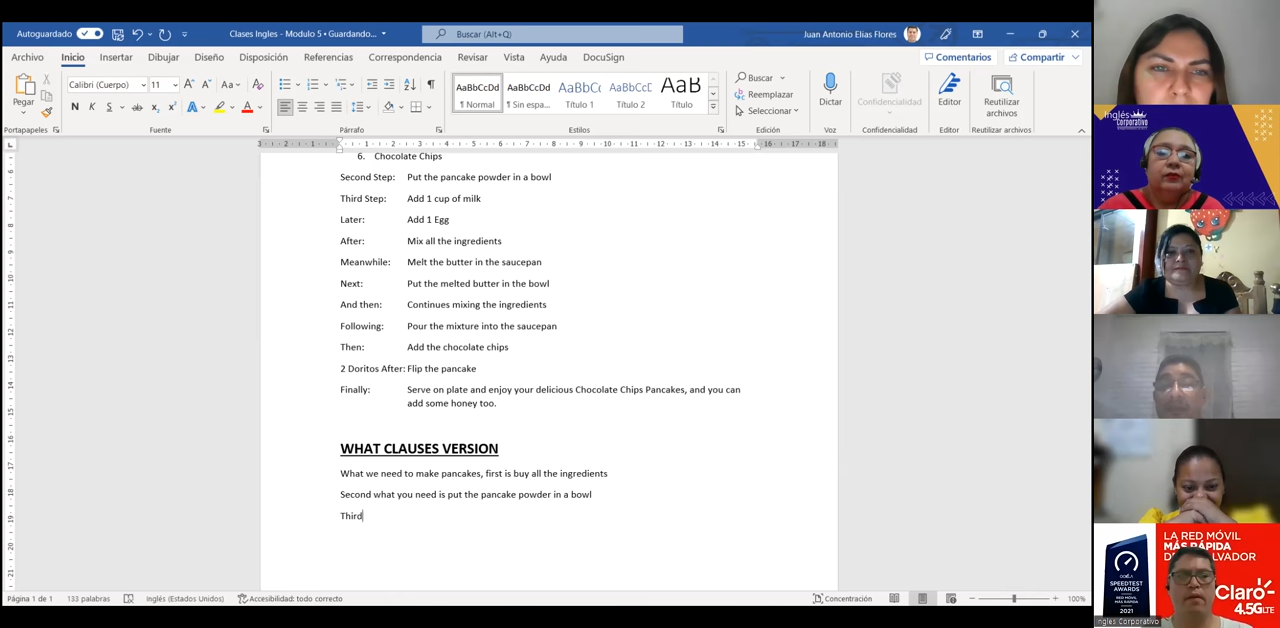 Autoguardado
Clases Ingles - Modulo 5 • Guardando...
Buscar (Alt+Q)
Juan Antonio Elias Flores
Archivo Inicio Insertar Dibujar Diseño Disposición Referencias Correspondencia Revisar Vista Ayuda DocuSign Comentarios Compartir
Calibri (Cuerpo) 11
Pegar
N K S
AaBbCcDd AaBbCcDd AaBbCc AaBbCcD AaB
¶ Normal ¶ Sin espa... Título 1 Título 2 Título
Buscar
Reemplazar
Seleccionar
Dictar
Confidencialidad
Editor
Reutilizar archivos
Portapapeles Fuente Párrafo Estilos Edición Voz Confidencialidad Editor Reutilizar archivos
6. Chocolate Chips
Second Step: Put the pancake powder in a bowl
Third Step: Add 1 cup of milk
Later: Add 1 Egg
After: Mix all the ingredients
Meanwhile: Melt the butter in the saucepan
Next: Put the melted butter in the bowl
And then: Continues mixing the ingredients
Following: Pour the mixture into the saucepan
Then: Add the chocolate chips
2 Doritos After: Flip the pancake
Finally: Serve on plate and enjoy your delicious Chocolate Chips Pancakes, and you can
add some honey too.
WHAT CLAUSES VERSION
What we need to make pancakes, first is buy all the ingredients
Second what you need is put the pancake powder in a bowl
Third
Página 1 de 1 133 palabras Inglés (Estados Unidos) Accesibilidad: todo correcto Concentración 100%
Inglés
Corporativo
LA RED MÓVIL
MÁS RÁPIDA
SPEEDTEST
AWARDS
2021
Claro
4.5G LTE
Ingles Corporativo